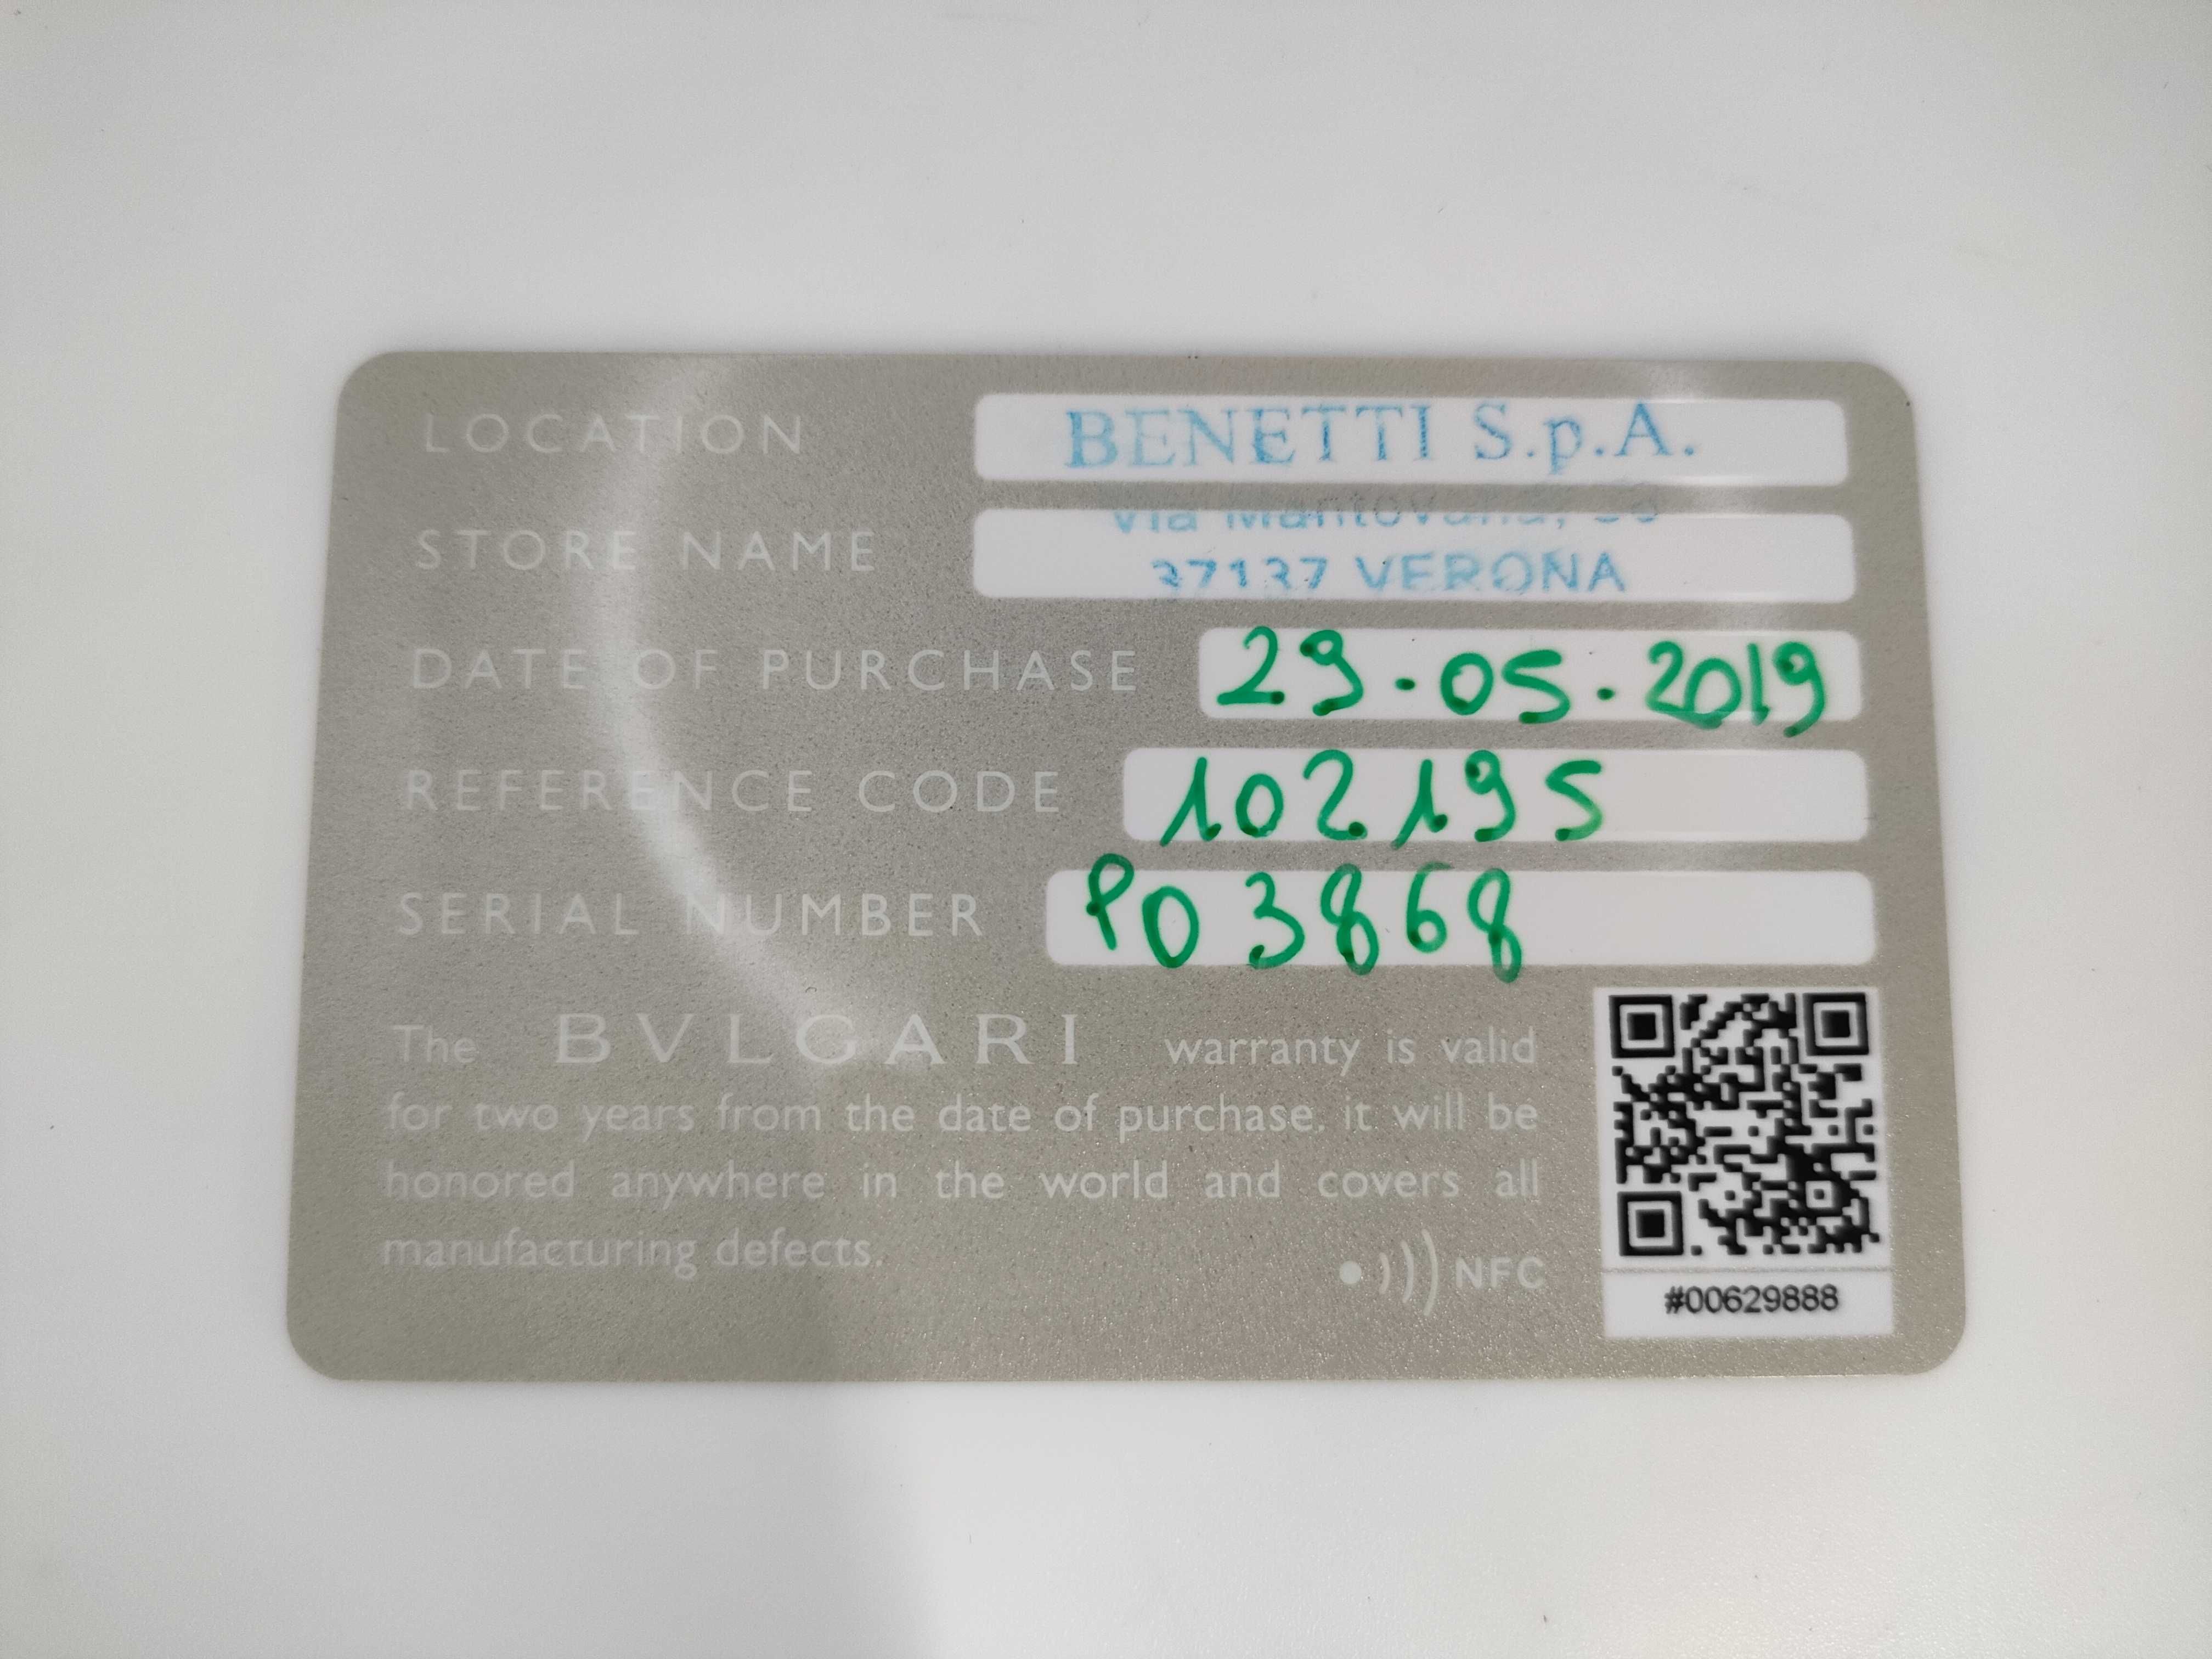 LOCATION BENETTI S.p.A.
Via Mantovana,
STORE NAME 37137 VERONA
DATE OF PURCHASE 29.05.2019
REFERENCE CODE 102195
SERIAL NUMBER P03868
The BVLGARI warranty is valid
for two years from the date of purchase. it will be
honored anywhere in the world and covers all
manufacturing defects.
NFC
#00629888